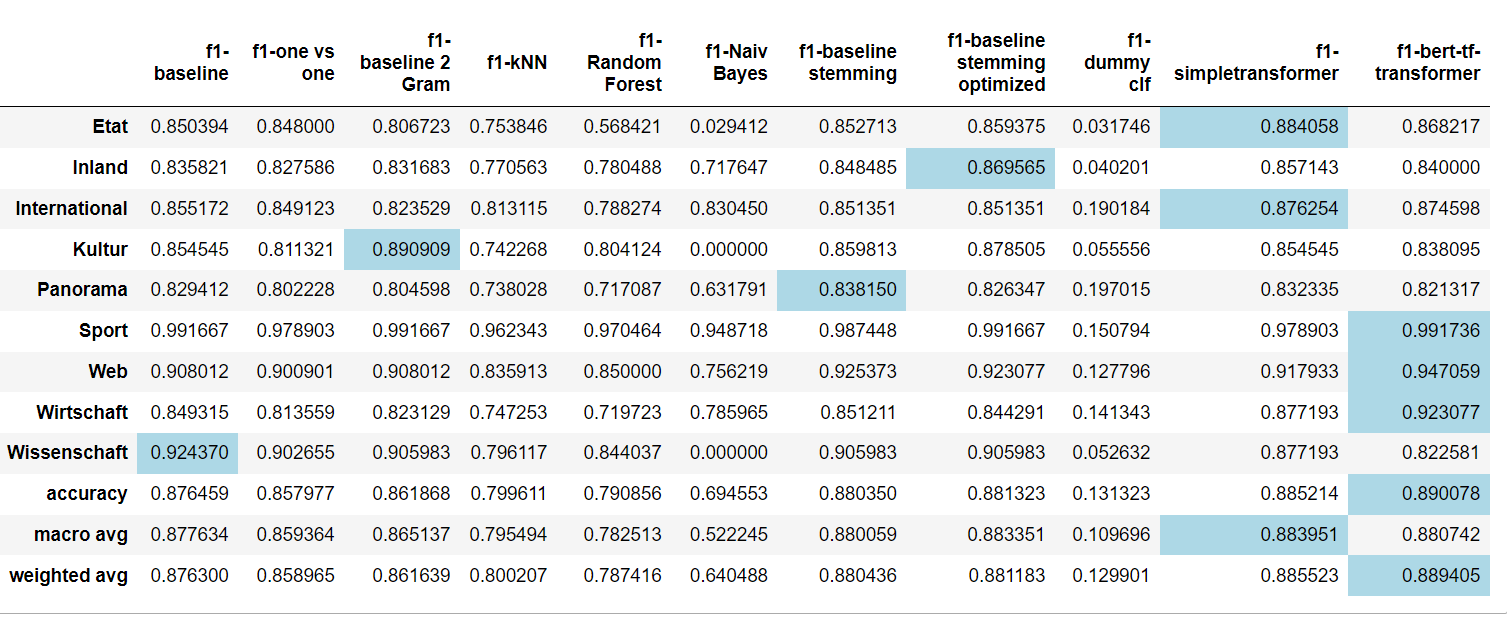 f1-baseline f1-one vs one f1-baseline 2 Gram f1-kNN f1-Random Forest f1-Naiv Bayes f1-baseline stemming f1-baseline stemming optimized f1-dummy clf f1-simpletransformer f1-bert-tf-transformer
Etat 0.850394 0.848000 0.806723 0.753846 0.568421 0.029412 0.852713 0.859375 0.031746 0.884058 0.868217
Inland 0.835821 0.827586 0.831683 0.770563 0.780488 0.717647 0.848485 0.869565 0.040201 0.857143 0.840000
International 0.855172 0.849123 0.823529 0.813115 0.788274 0.830450 0.851351 0.851351 0.190184 0.876254 0.874598
Kultur 0.854545 0.811321 0.890909 0.742268 0.804124 0.000000 0.859813 0.878505 0.055556 0.854545 0.838095
Panorama 0.829412 0.802228 0.804598 0.738028 0.717087 0.631791 0.838150 0.826347 0.197015 0.832335 0.821317
Sport 0.991667 0.978903 0.991667 0.962343 0.970464 0.948718 0.987448 0.991667 0.150794 0.978903 0.991736
Web 0.908012 0.900901 0.908012 0.835913 0.850000 0.756219 0.925373 0.923077 0.127796 0.917933 0.947059
Wirtschaft 0.849315 0.813559 0.823129 0.747253 0.719723 0.785965 0.851211 0.844291 0.141343 0.877193 0.923077
Wissenschaft 0.924370 0.902655 0.905983 0.796117 0.844037 0.000000 0.905983 0.905983 0.052632 0.877193 0.822581
accuracy 0.876459 0.857977 0.861868 0.799611 0.790856 0.694553 0.880350 0.881323 0.131323 0.885214 0.890078
macro avg 0.877634 0.859364 0.865137 0.795494 0.782513 0.522245 0.880059 0.883351 0.109696 0.883951 0.880742
weighted avg 0.876300 0.858965 0.861639 0.800207 0.787416 0.640488 0.880436 0.881183 0.129901 0.885523 0.889405